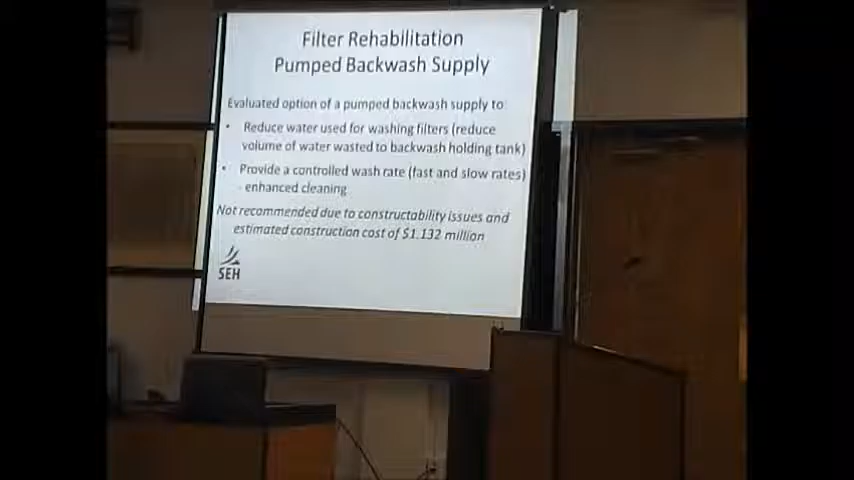 Filter Rehabilitation
Pumped Backwash Supply
Evaluated option of a pumped backwash supply to:
• Reduce water used for washing filters (reduce
volume of water wasted to backwash holding tank)
• Provide a controlled wash rate (fast and slow rates)
- enhanced cleaning
Not recommended due to constructability issues and
estimated construction cost of $1.132 million
SEH